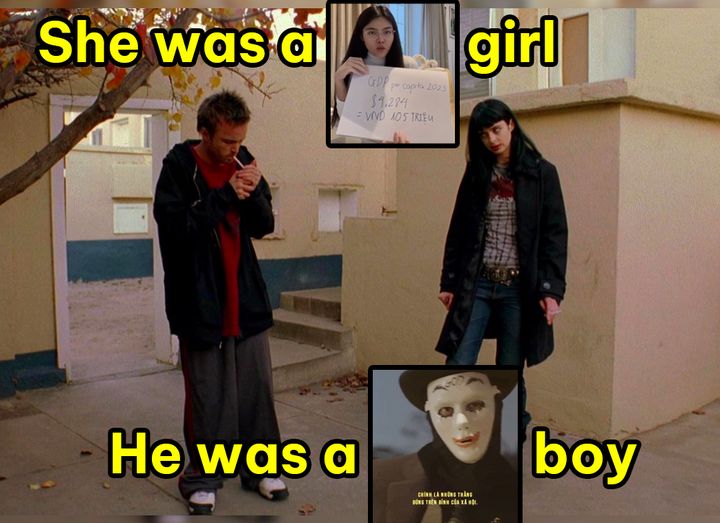 She was a girl
GDP per capita 2023
$4.284
= VND 105 TRIỆU
He was a boy
CHÍNH LÀ NHỮNG THẰNG
ĐỨNG TRÊN ĐỈNH CỦA XÃ HỘI.